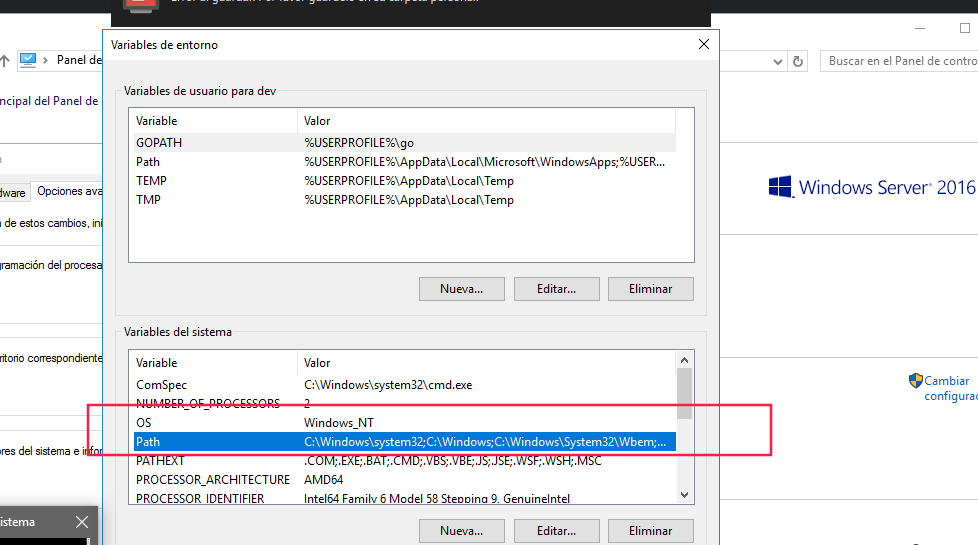 Variables de entorno
Panel de
Buscar en el Panel de contro
ncipal del Panel de
Variables de usuario para dev
Variable Valor
GOPATH %USERPROFILE%\go
Path %USERPROFILE%\AppData\Local\Microsoft\WindowsApps;%USER...
TEMP %USERPROFILE%\AppData\Local\Temp
TMP %USERPROFILE%\AppData\Local\Temp
dware Opciones ava
Windows Server® 2016
n de estos cambios, ini
gramación del procesa
Nueva... Editar... Eliminar
Variables del sistema
ritorio correspondiente
Variable Valor
ComSpec C:\Windows\system32\cmd.exe
NUMBER_OF_PROCESSORS 2
OS Windows_NT
Path C:\Windows\system32;C:\Windows;C:\Windows\System32\Wbem;...
PATHEXT .COM;.EXE;.BAT;.CMD;.VBS;.VBE;.JS;.JSE;.WSF;.WSH;.MSC
PROCESSOR_ARCHITECTURE AMD64
PROCESSOR_IDENTIFIER Intel64 Family 6 Model 58 Stepping 9, GenuineIntel
Cambiar
configurac
ores del sistema e infor
istema
Nueva... Editar... Eliminar